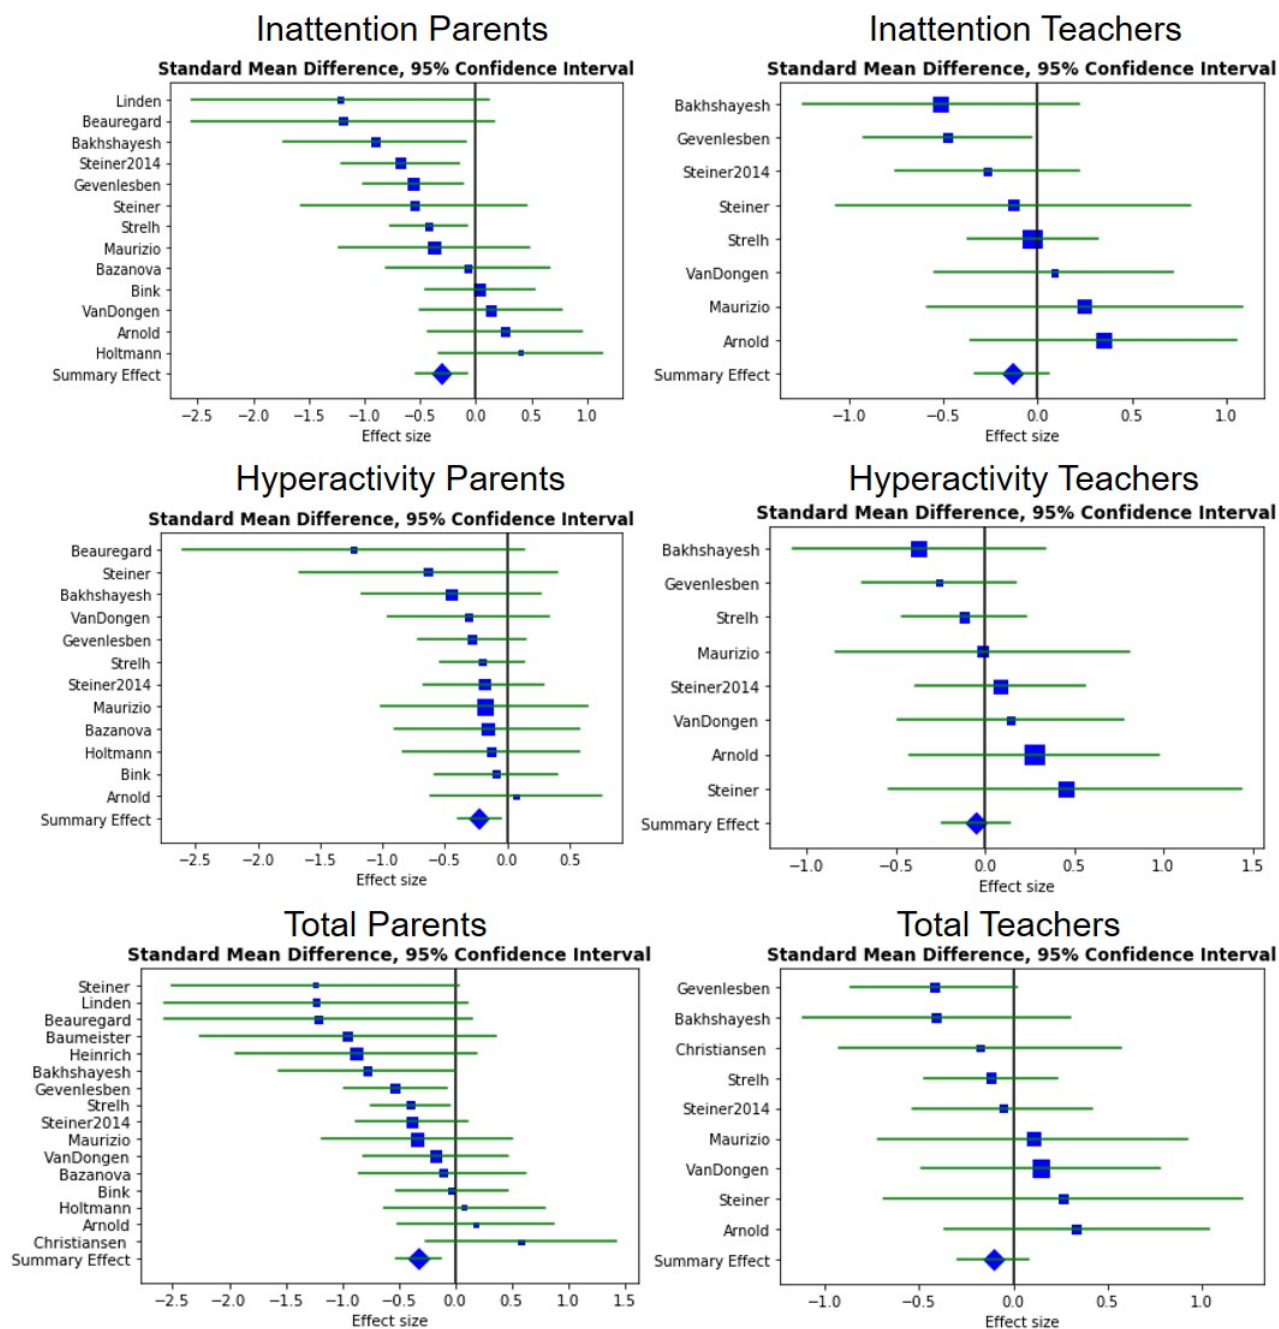 Inattention Parents
Standard Mean Difference, 95% Confidence Interval
Linden
Beauregard
Bakhshayesh
Steiner2014
Gevenlesben
Steiner
Strelh
Maurizio
Bazanova
Bink
VanDongen
Arnold
Holtmann
Summary Effect
−2.5 −2.0 −1.5 −1.0 −0.5 0.0 0.5 1.0
Effect size
Inattention Teachers
Standard Mean Difference, 95% Confidence Interval
Bakhshayesh
Gevenlesben
Steiner2014
Steiner
Strelh
VanDongen
Maurizio
Arnold
Summary Effect
−1.0 −0.5 0.0 0.5 1.0
Effect size
Hyperactivity Parents
Standard Mean Difference, 95% Confidence Interval
Beauregard
Steiner
Bakhshayesh
VanDongen
Gevenlesben
Strelh
Steiner2014
Maurizio
Bazanova
Holtmann
Bink
Arnold
Summary Effect
−2.5 −2.0 −1.5 −1.0 −0.5 0.0 0.5
Effect size
Hyperactivity Teachers
Standard Mean Difference, 95% Confidence Interval
Bakhshayesh
Gevenlesben
Strelh
Maurizio
Steiner2014
VanDongen
Arnold
Steiner
Summary Effect
−1.0 −0.5 0.0 0.5 1.0 1.5
Effect size
Total Parents
Standard Mean Difference, 95% Confidence Interval
Steiner
Linden
Beauregard
Baumeister
Heinrich
Bakhshayesh
Gevenlesben
Strelh
Steiner2014
Maurizio
VanDongen
Bazanova
Bink
Holtmann
Arnold
Christiansen
Summary Effect
−2.5 −2.0 −1.5 −1.0 −0.5 0.0 0.5 1.0 1.5
Effect size
Total Teachers
Standard Mean Difference, 95% Confidence Interval
Gevenlesben
Bakhshayesh
Christiansen
Strelh
Steiner2014
Maurizio
VanDongen
Steiner
Arnold
Summary Effect
−1.0 −0.5 0.0 0.5 1.0
Effect size